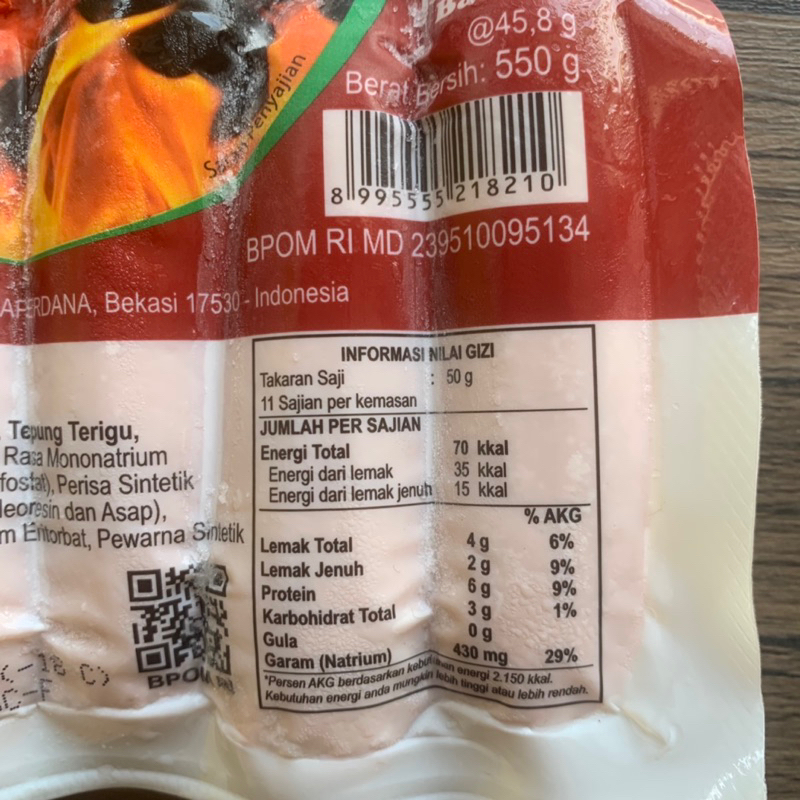 @45,8 g
Berat Bersih: 550 g
Saran Penyajian
8 995555 218210
BPOM RI MD 239510095134
Bekasi 17530 - Indonesia
INFORMASI NILAI GIZI
Takaran Saji : 50 g
11 Sajian per kemasan
JUMLAH PER SAJIAN
Energi Total 70 kkal
Energi dari lemak 35 kkal
Energi dari lemak jenuh 15 kkal
% AKG
Lemak Total 4 g 6%
Lemak Jenuh 2 g 9%
Protein 6 g 9%
Karbohidrat Total 3 g 1%
Gula 0 g
Garam (Natrium) 430 mg 29%
*Persen AKG berdasarkan kebutuhan energi 2.150 kkal.
Kebutuhan energi anda mungkin lebih tinggi atau lebih rendah.
Tepung Terigu,
Rasa Mononatrium
Perisa Sintetik
dan Asap),
Eritorbat, Pewarna Sintetik
BPOM